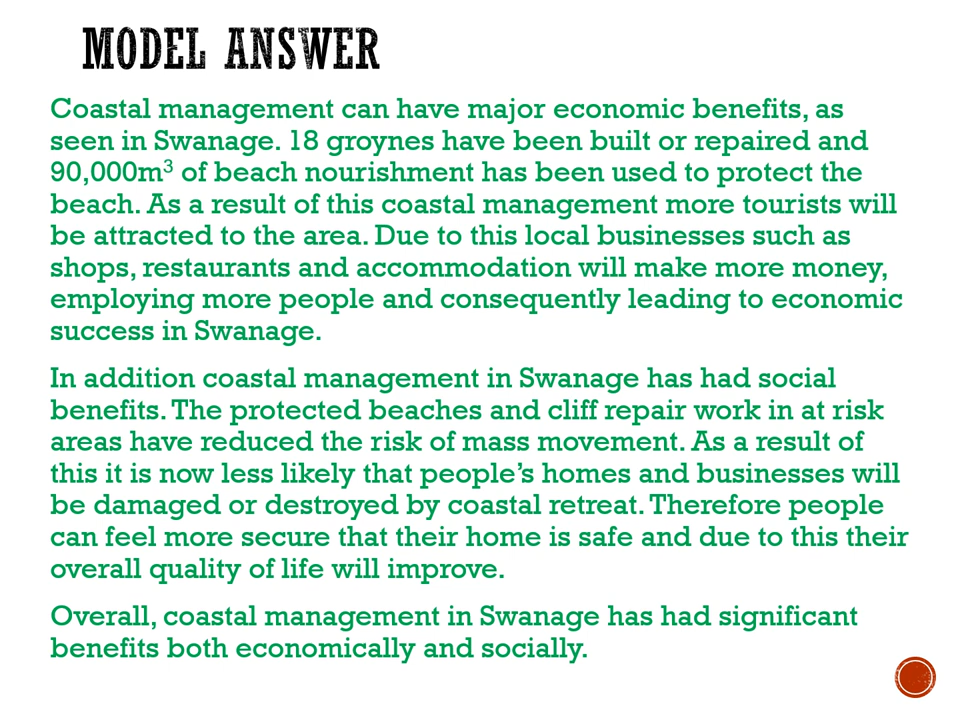 MODEL ANSWER
Coastal management can have major economic benefits, as
seen in Swanage. 18 groynes have been built or repaired and
90,000m³ of beach nourishment has been used to protect the
beach. As a result of this coastal management more tourists will
be attracted to the area. Due to this local businesses such as
shops, restaurants and accommodation will make more money,
employing more people and consequently leading to economic
success in Swanage.
In addition coastal management in Swanage has had social
benefits. The protected beaches and cliff repair work in at risk
areas have reduced the risk of mass movement. As a result of
this it is now less likely that people’s homes and businesses will
be damaged or destroyed by coastal retreat. Therefore people
can feel more secure that their home is safe and due to this their
overall quality of life will improve.
Overall, coastal management in Swanage has had significant
benefits both economically and socially.